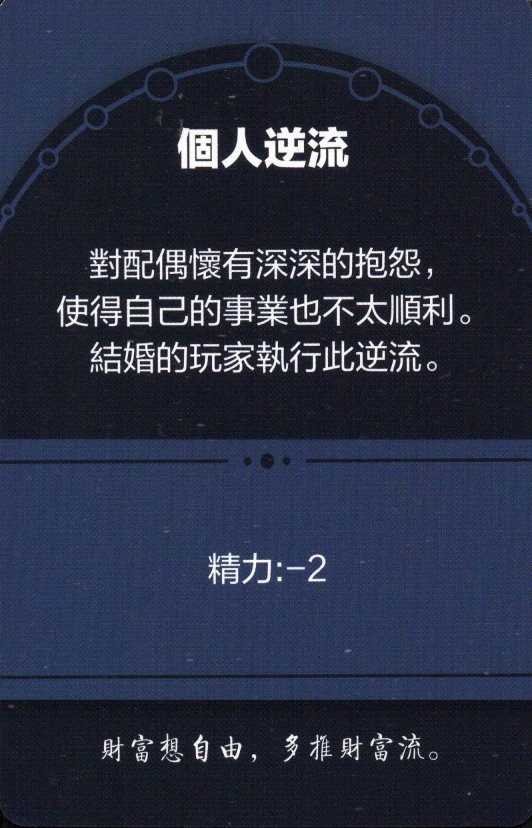 個人逆流
對配偶懷有深深的抱怨，
使得自己的事業也不太順利。
結婚的玩家執行此逆流。
精力:-2
財富想自由，多推財富流。